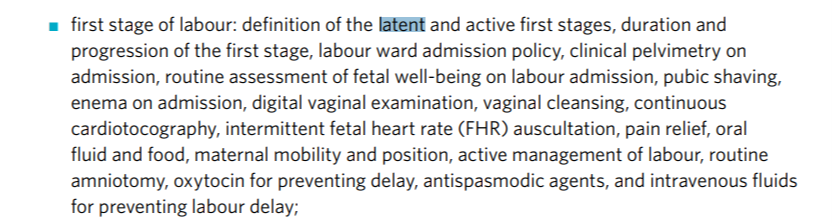 first stage of labour: definition of the latent and active first stages, duration and
progression of the first stage, labour ward admission policy, clinical pelvimetry on
admission, routine assessment of fetal well-being on labour admission, pubic shaving,
enema on admission, digital vaginal examination, vaginal cleansing, continuous
cardiotocography, intermittent fetal heart rate (FHR) auscultation, pain relief, oral
fluid and food, maternal mobility and position, active management of labour, routine
amniotomy, oxytocin for preventing delay, antispasmodic agents, and intravenous fluids
for preventing labour delay;